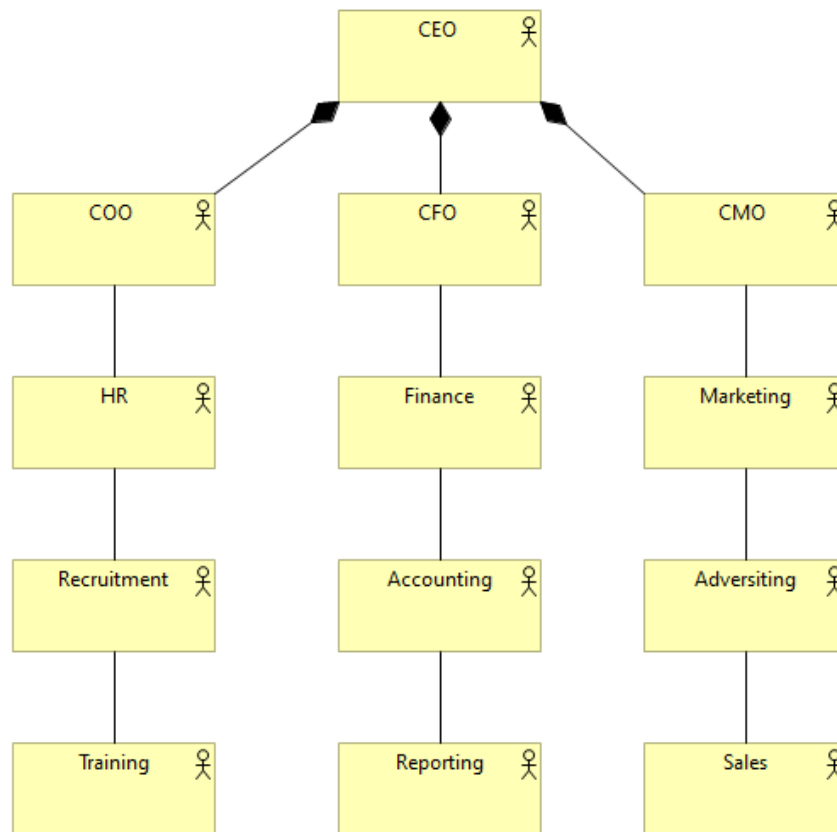 CEO
COO
CFO
CMO
HR
Finance
Marketing
Recruitment
Accounting
Adversiting
Training
Reporting
Sales